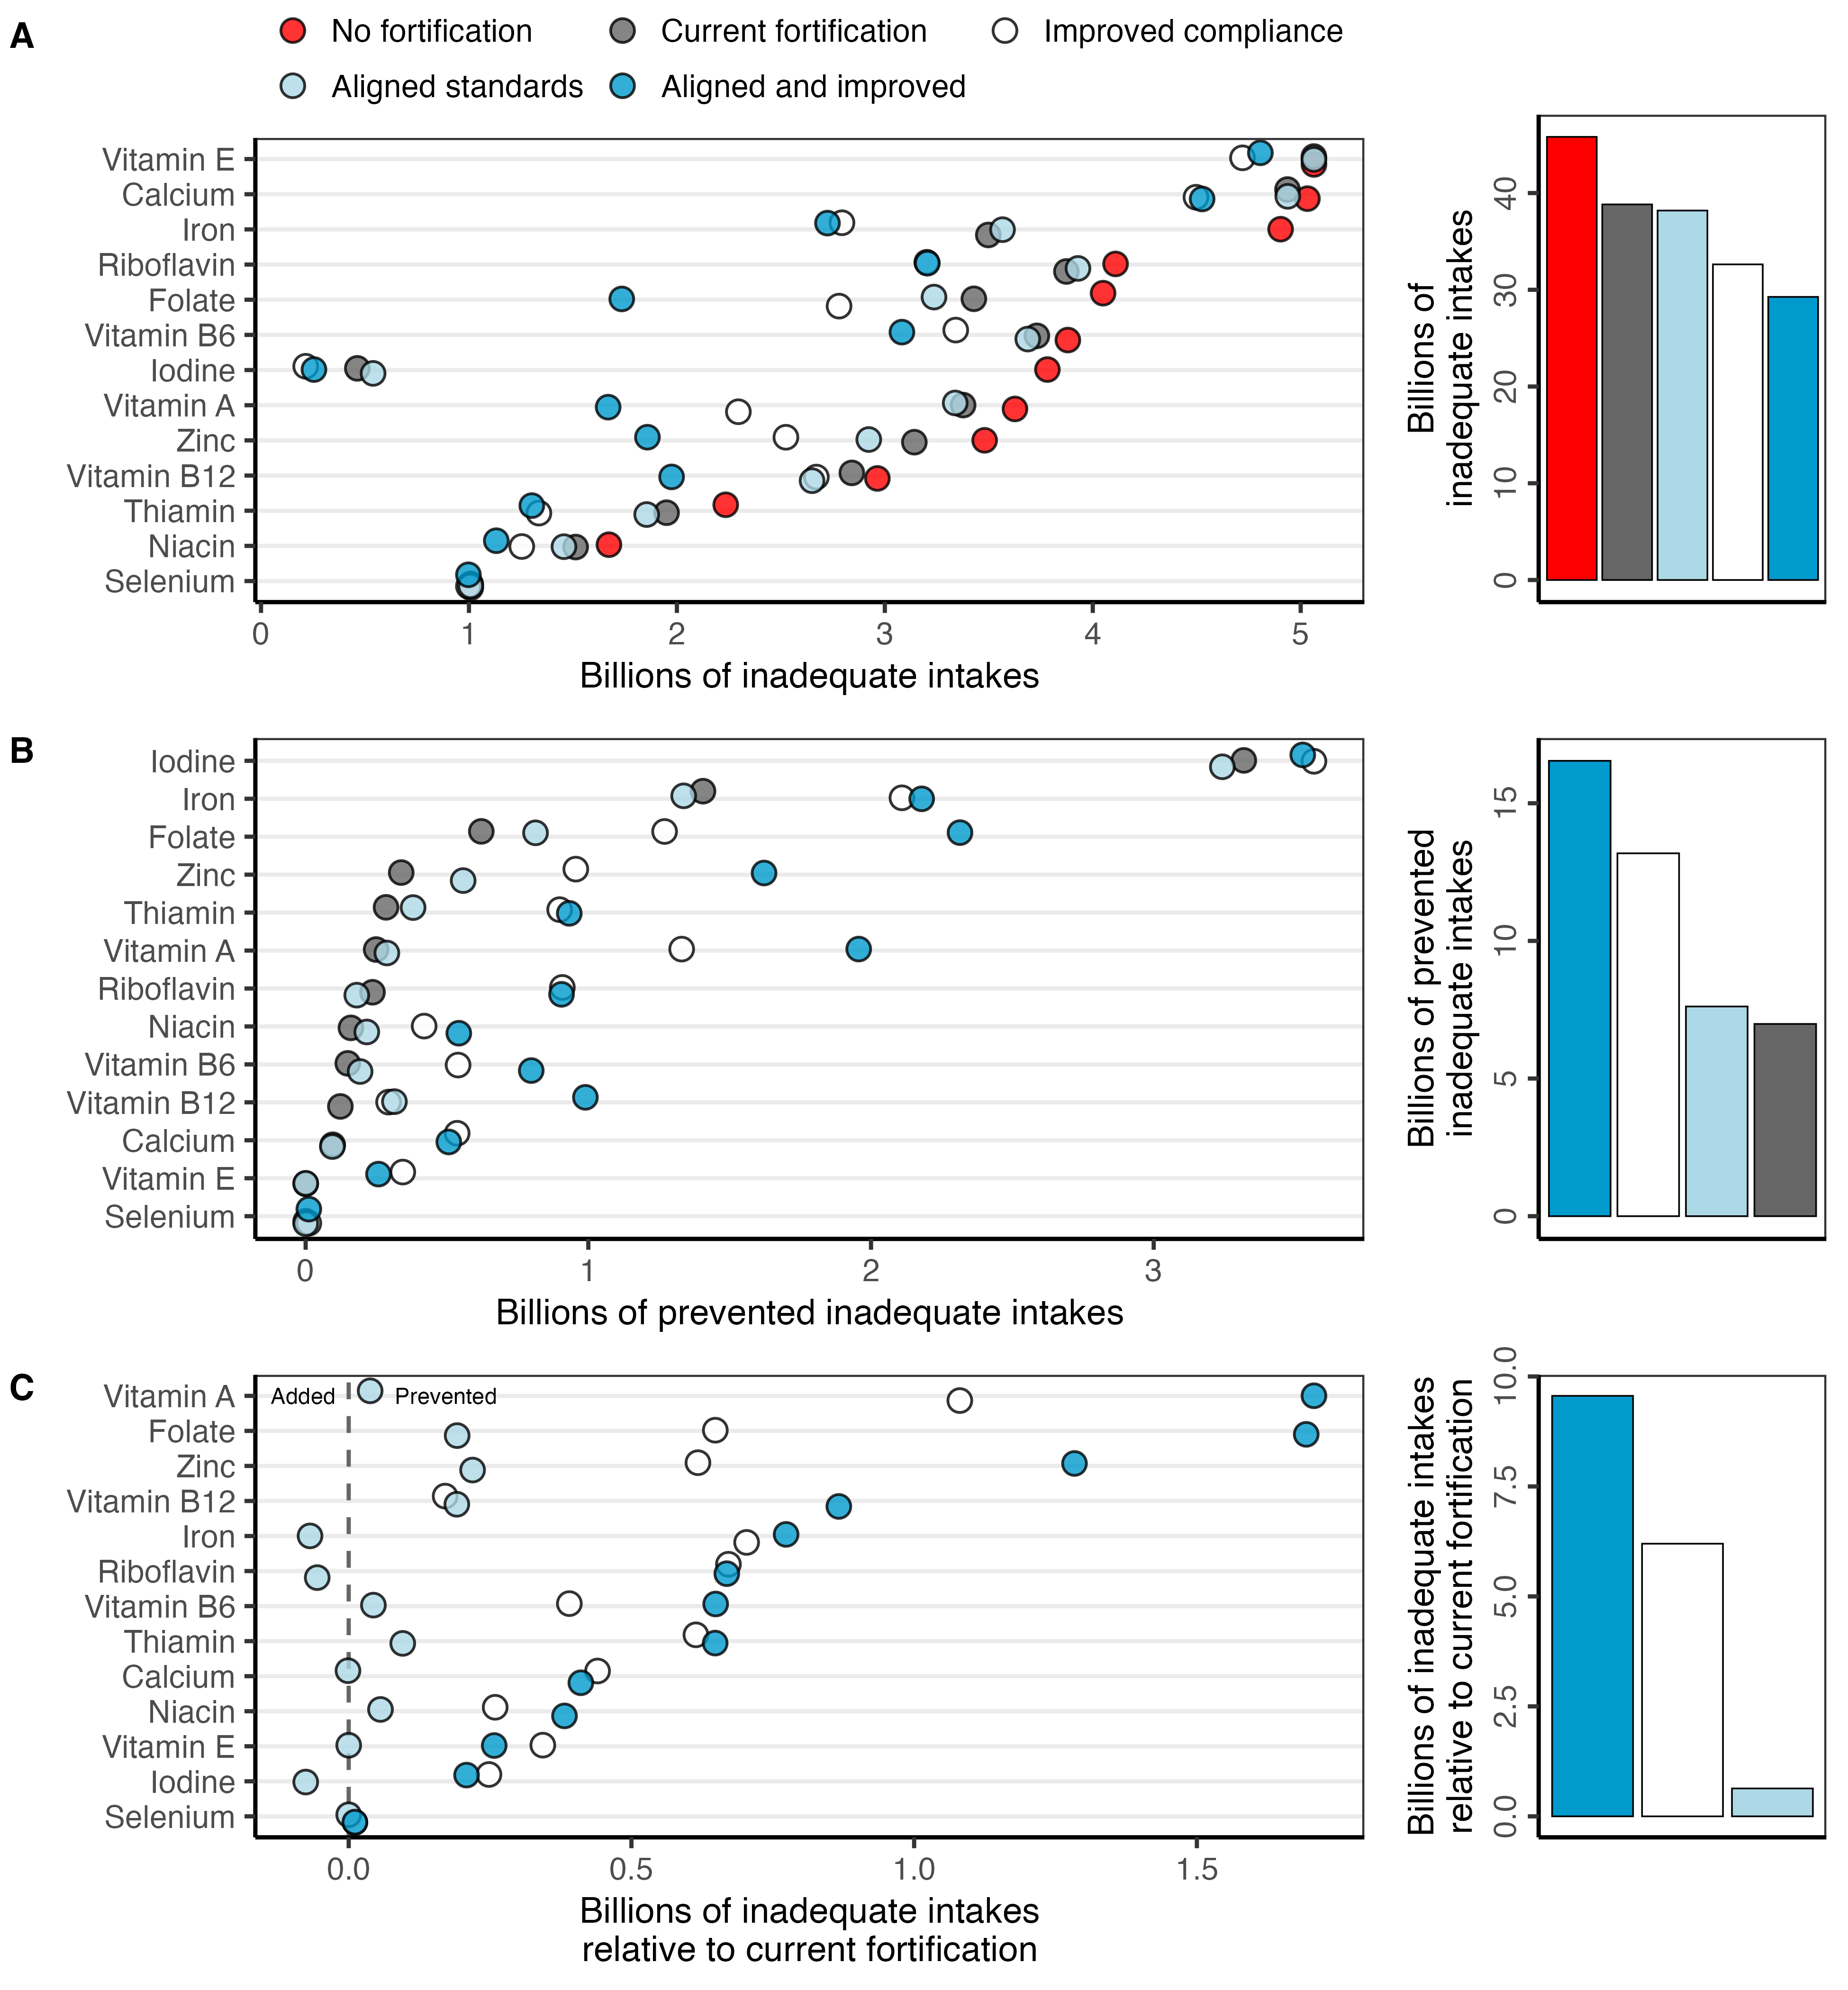 A
No fortification
Current fortification
Improved compliance
Aligned standards
Aligned and improved
Vitamin E
Calcium
Iron
Riboflavin
Folate
Vitamin B6
Iodine
Vitamin A
Zinc
Vitamin B12
Thiamin
Niacin
Selenium
0 1 2 3 4 5
Billions of inadequate intakes
Billions of
inadequate intakes
0 10 20 30 40
B
Iodine
Iron
Folate
Zinc
Thiamin
Vitamin A
Riboflavin
Niacin
Vitamin B6
Vitamin B12
Calcium
Vitamin E
Selenium
0 1 2 3
Billions of prevented inadequate intakes
Billions of prevented
inadequate intakes
0 5 10 15
C
Added
Prevented
Vitamin A
Folate
Zinc
Vitamin B12
Iron
Riboflavin
Vitamin B6
Thiamin
Calcium
Niacin
Vitamin E
Iodine
Selenium
0.0 0.5 1.0 1.5
Billions of inadequate intakes
relative to current fortification
Billions of inadequate intakes
relative to current fortification
0.0 2.5 5.0 7.5 10.0